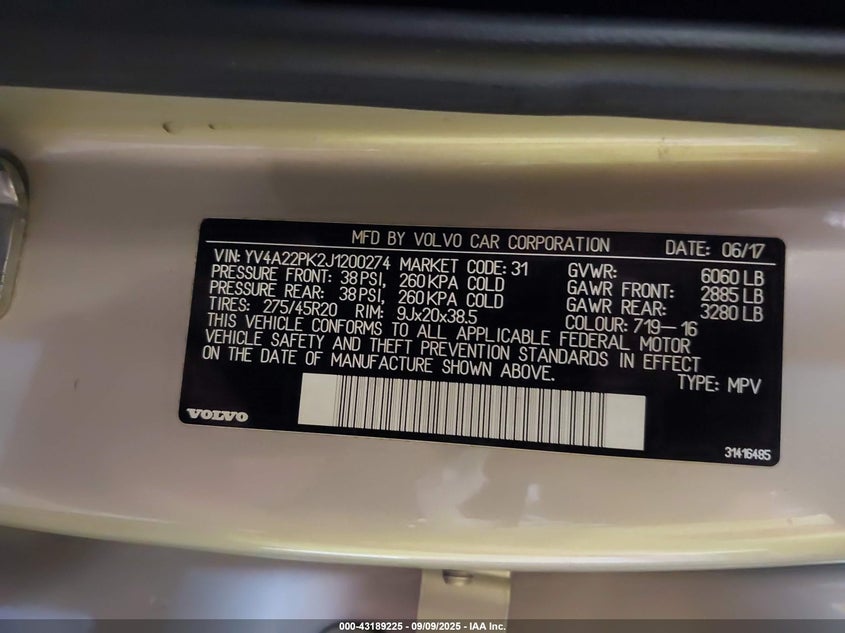 MFD BY VOLVO CAR CORPORATION DATE: 06/17
VIN: YV4A22PK2J1200274 MARKET CODE: 31 GVWR: 6060 LB
PRESSURE FRONT: 38 PSI, 260 KPA COLD GAWR FRONT: 2885 LB
PRESSURE REAR: 38 PSI, 260 KPA COLD GAWR REAR: 3280 LB
TIRES: 275/45R20 RIM: 9Jx20x38.5 COLOUR: 719-16
THIS VEHICLE CONFORMS TO ALL APPLICABLE FEDERAL MOTOR
VEHICLE SAFETY AND THEFT PREVENTION STANDARDS IN EFFECT
ON THE DATE OF MANUFACTURE SHOWN ABOVE. TYPE: MPV
VOLVO
31416485
000-43189225 - 09/09/2025 - IAA Inc.